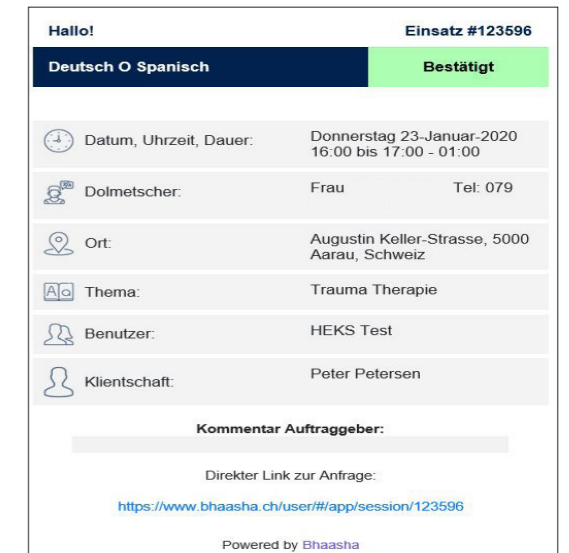 Hallo! Einsatz #123596
Deutsch O Spanisch Bestätigt
Datum, Uhrzeit, Dauer: Donnerstag 23-Januar-2020
16:00 bis 17:00 - 01:00
Dolmetscher: Frau Tel: 079
Ort: Augustin Keller-Strasse, 5000
Aarau, Schweiz
Thema: Trauma Therapie
Benutzer: HEKS Test
Klientschaft: Peter Petersen
Kommentar Auftraggeber:
Direkter Link zur Anfrage:
https://www.bhaasha.ch/user/#/app/session/123596
Powered by Bhaasha